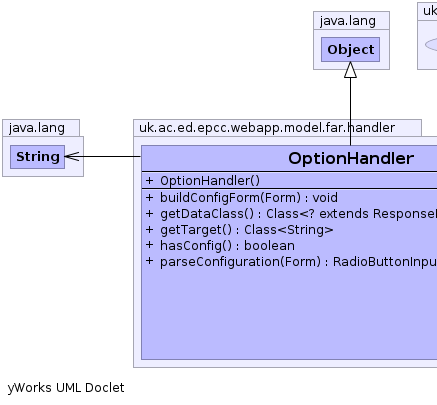 java.lang
Object
uk
java.lang
String
uk.ac.ed.epcc.webapp.model.far.handler
OptionHandler
+ OptionHandler()
+ buildConfigForm(Form) : void
+ getDataClass() : Class<? extends Response
+ getTarget() : Class<String>
+ hasConfig() : boolean
+ parseConfiguration(Form) : RadioButtonInpu
yWorks UML Doclet